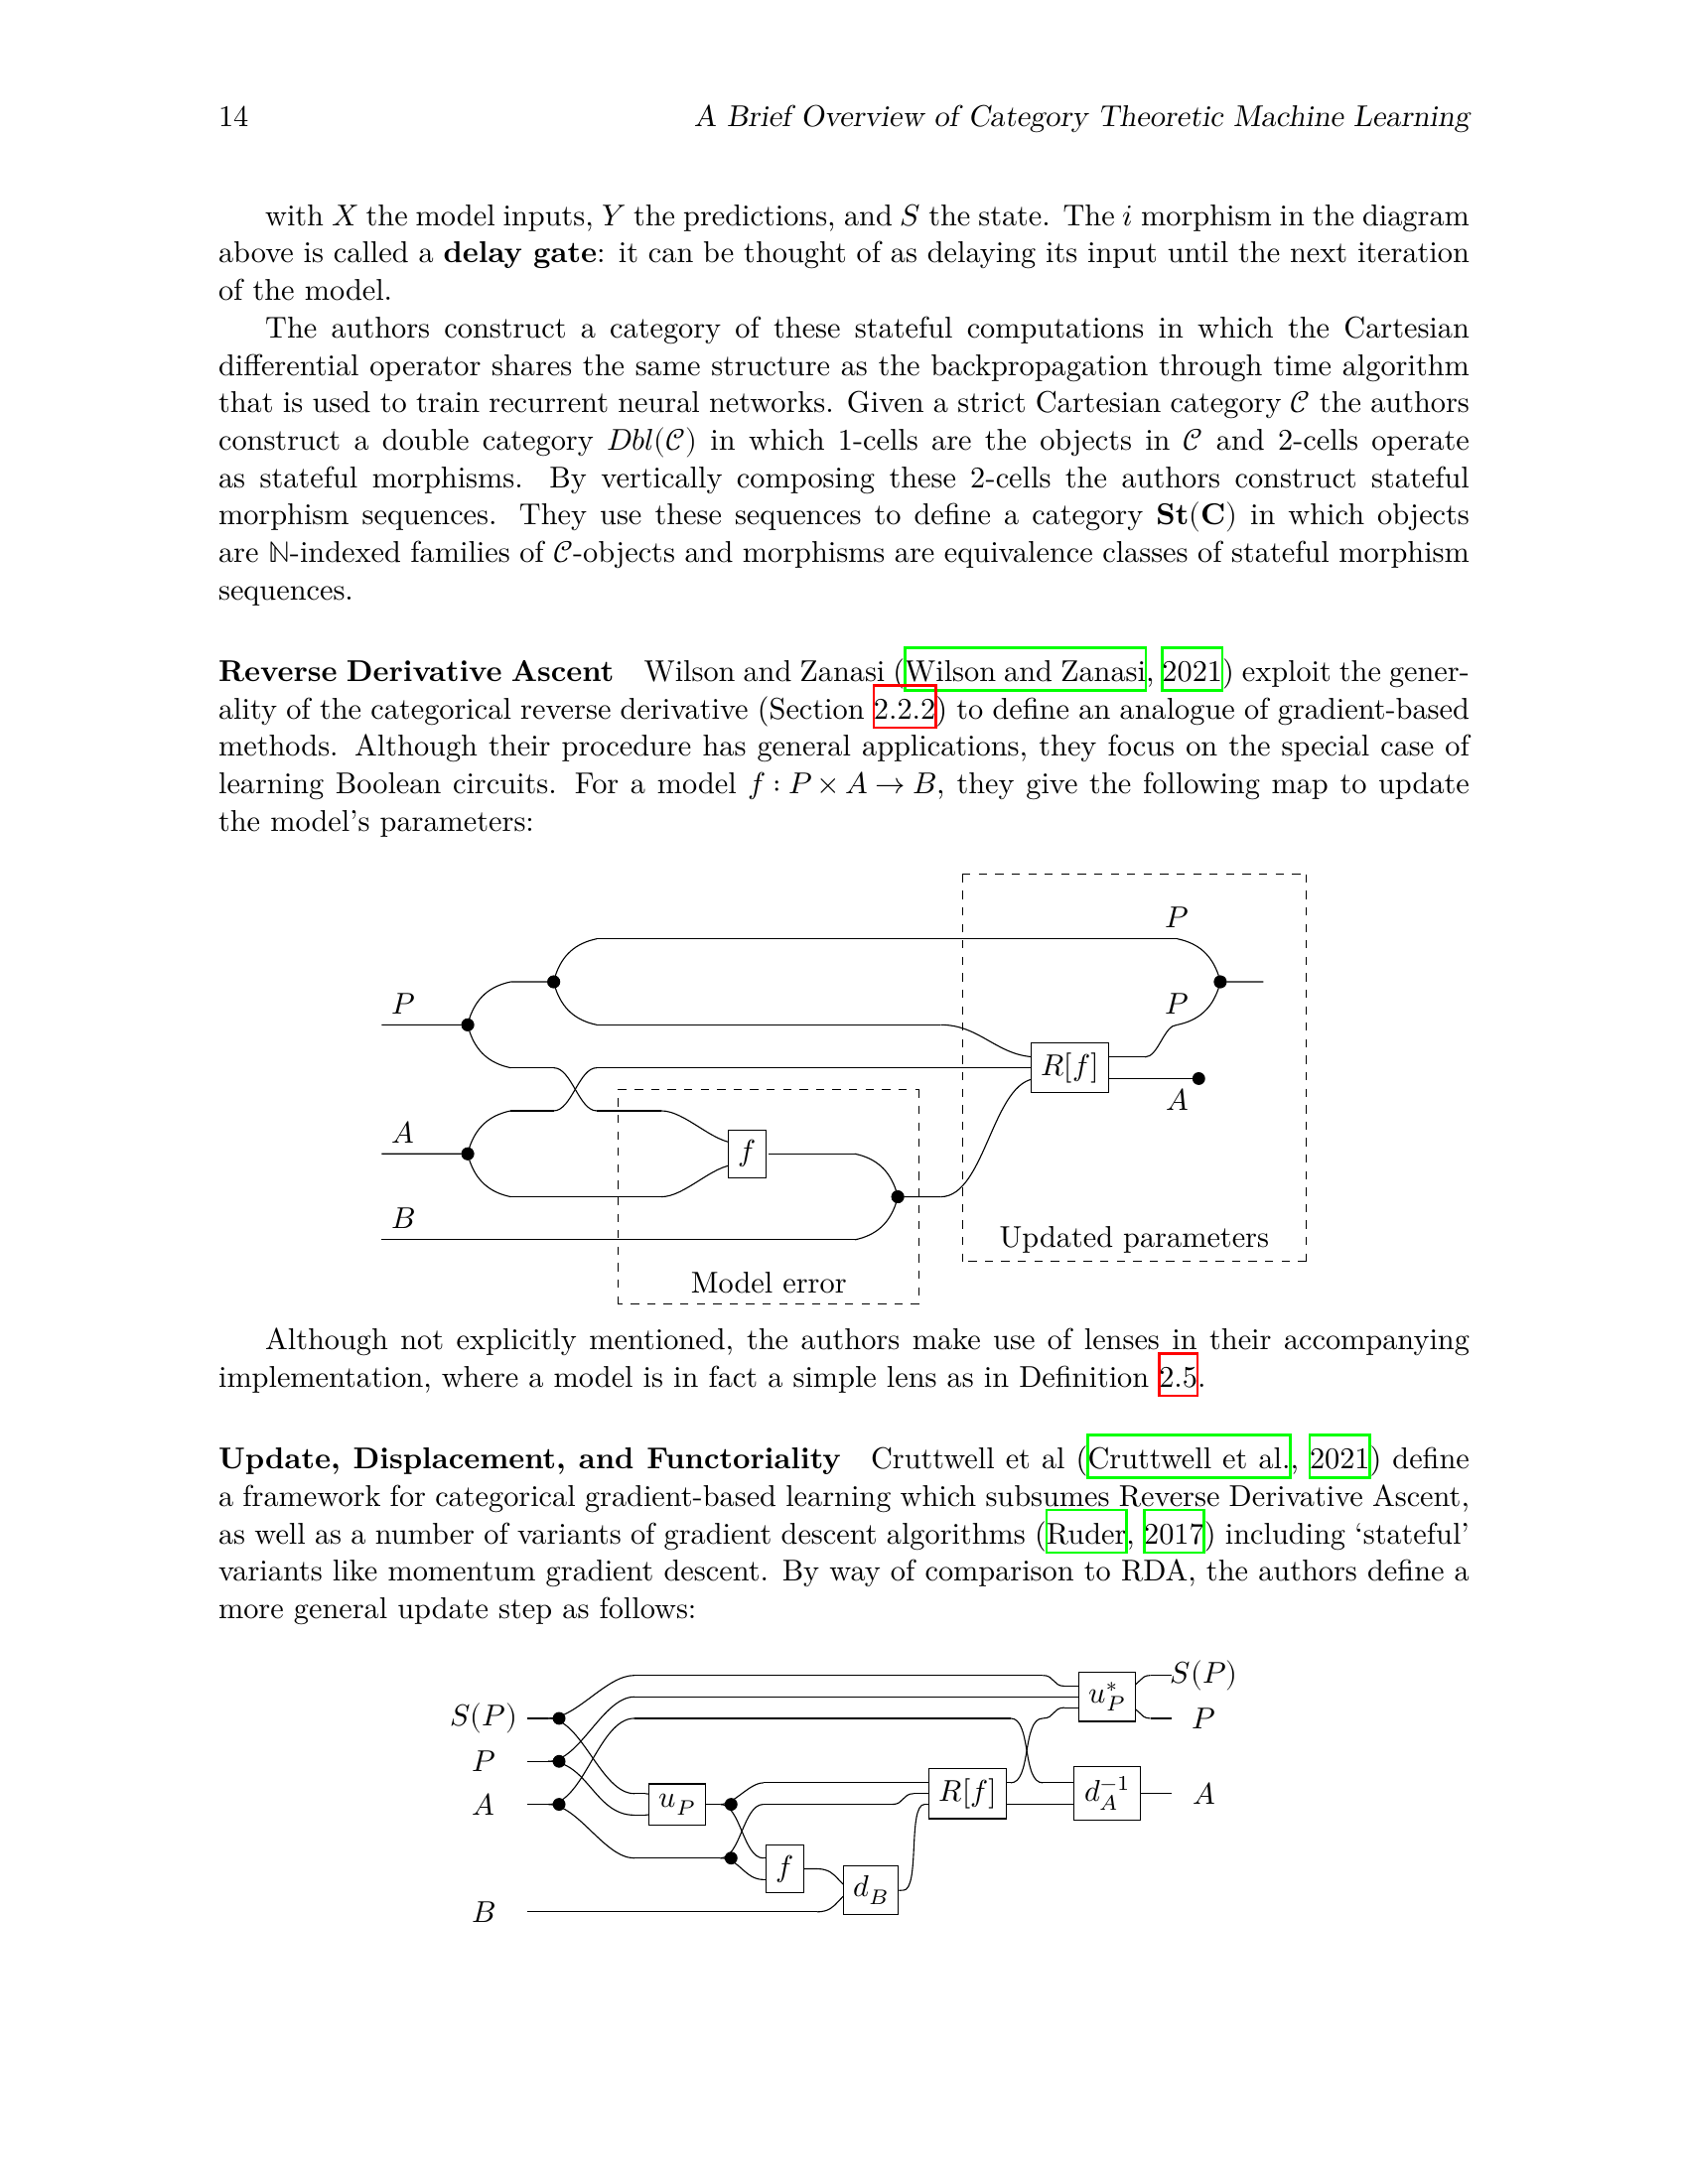 14 A Brief Overview of Category Theoretic Machine Learning
with X the model inputs, Y the predictions, and S the state. The i morphism in the diagram
above is called a delay gate: it can be thought of as delaying its input until the next iteration
of the model.
The authors construct a category of these stateful computations in which the Cartesian
differential operator shares the same structure as the backpropagation through time algorithm
that is used to train recurrent neural networks. Given a strict Cartesian category 𝒞 the authors
construct a double category Dbl(𝒞) in which 1-cells are the objects in 𝒞 and 2-cells operate
as stateful morphisms. By vertically composing these 2-cells the authors construct stateful
morphism sequences. They use these sequences to define a category St(C) in which objects
are ℕ-indexed families of 𝒞-objects and morphisms are equivalence classes of stateful morphism
sequences.
Reverse Derivative Ascent Wilson and Zanasi (Wilson and Zanasi, 2021) exploit the gener-
ality of the categorical reverse derivative (Section 2.2.2) to define an analogue of gradient-based
methods. Although their procedure has general applications, they focus on the special case of
learning Boolean circuits. For a model f : P × A → B, they give the following map to update
the model's parameters:
P
P
P
R[f]
A
A
f
B
Updated parameters
Model error
Although not explicitly mentioned, the authors make use of lenses in their accompanying
implementation, where a model is in fact a simple lens as in Definition 2.5.
Update, Displacement, and Functoriality Cruttwell et al (Cruttwell et al., 2021) define
a framework for categorical gradient-based learning which subsumes Reverse Derivative Ascent,
as well as a number of variants of gradient descent algorithms (Ruder, 2017) including 'stateful'
variants like momentum gradient descent. By way of comparison to RDA, the authors define a
more general update step as follows:
S(P)
u*_P
S(P)
P
P
A
u_P
R[f]
d_A^{-1}
A
f
d_B
B